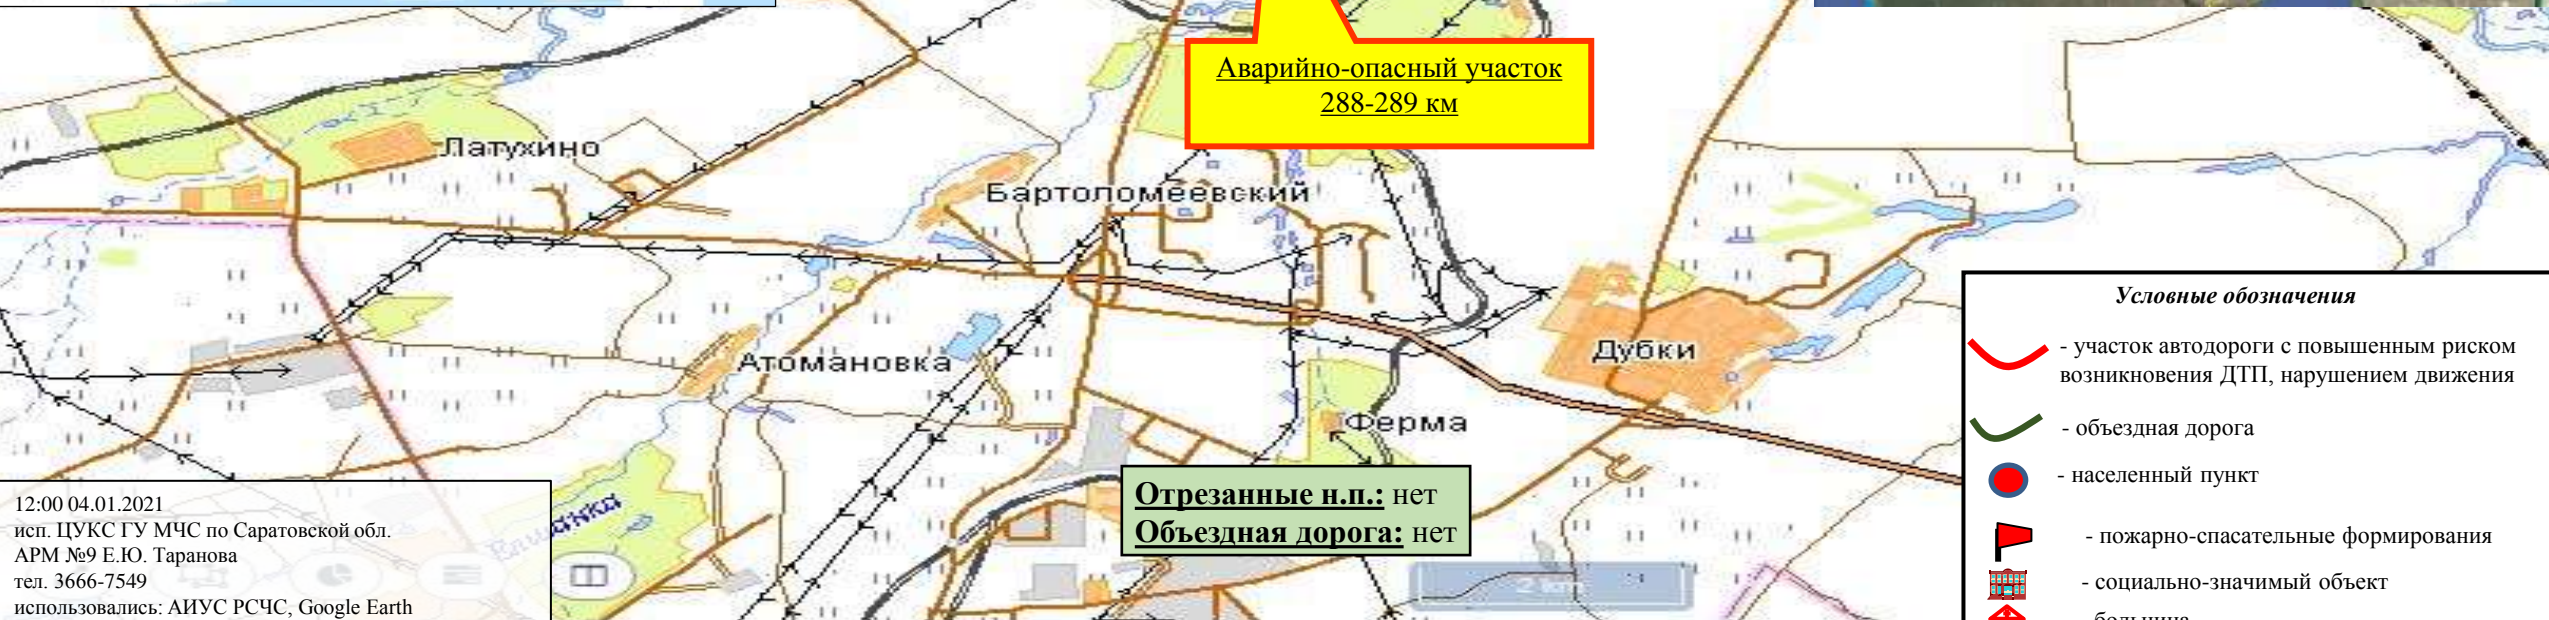 Аварийно-опасный участок
288-289 км
Латухино
Бартоломеевский
Атомановка
Дубки
Ферма
Елшанка
Отрезанные н.п.: нет
Объездная дорога: нет
12:00 04.01.2021
исп. ЦУКС ГУ МЧС по Саратовской обл.
АРМ №9 Е.Ю. Таранова
тел. 3666-7549
использовались: АИУС РСЧС, Google Earth
2 km
Условные обозначения
- участок автодороги с повышенным риском
возникновения ДТП, нарушением движения
- объездная дорога
- населенный пункт
- пожарно-спасательные формирования
- социально-значимый объект